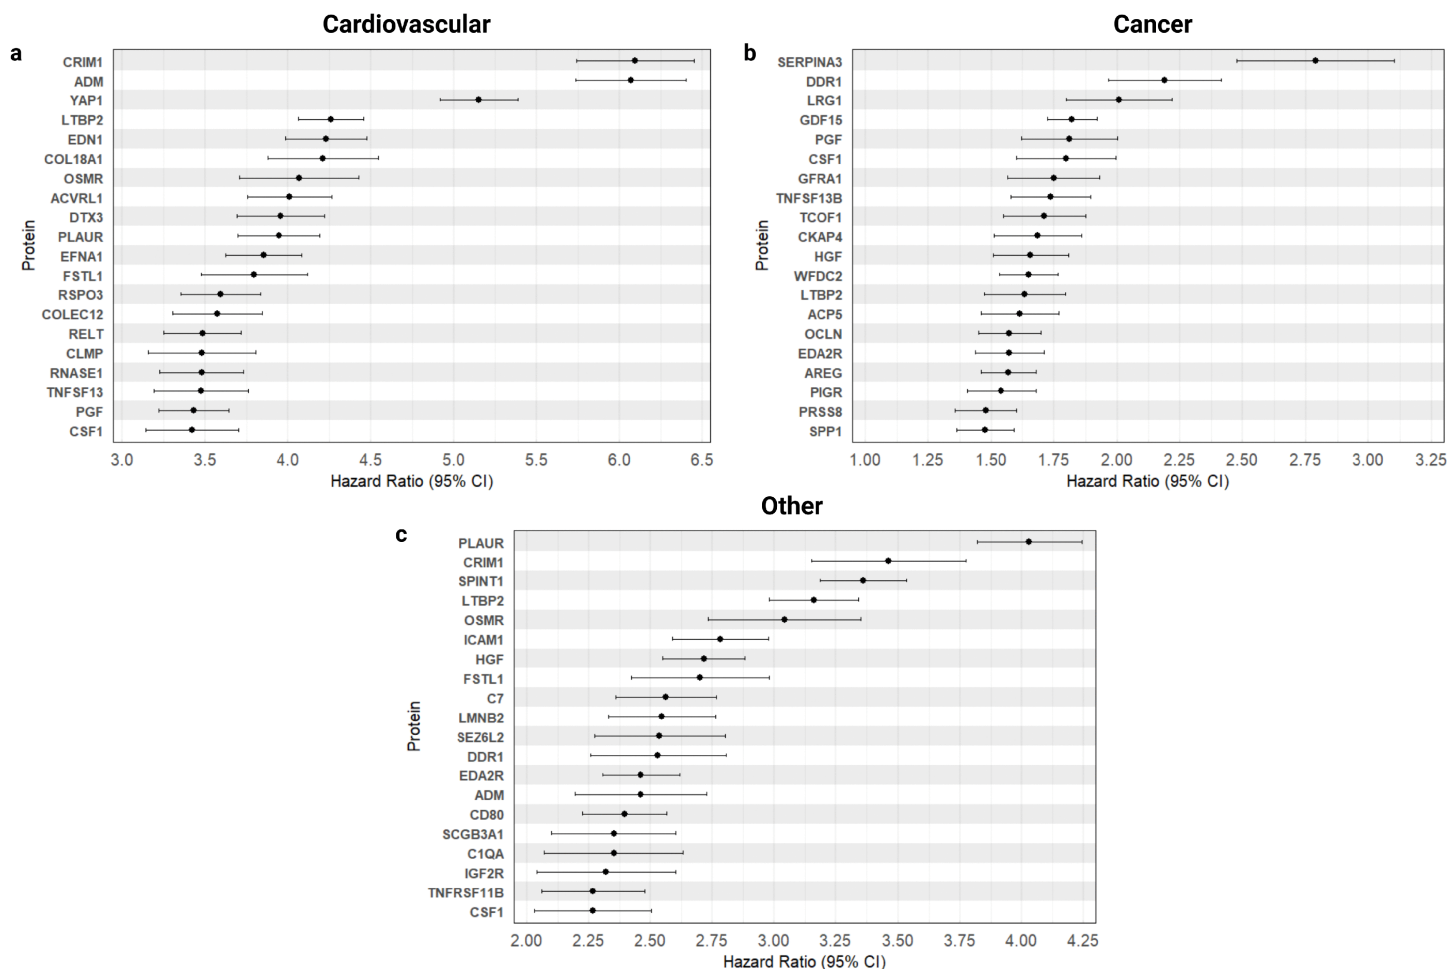 Cardiovascular
a
CRIM1
ADM
YAP1
LTBP2
EDN1
COL18A1
OSMR
ACVRL1
DTX3
PLAUR
EFNA1
FSTL1
RSPO3
COLEC12
RELT
CLMP
RNASE1
TNFSF13
PGF
CSF1
Protein
3.0 3.5 4.0 4.5 5.0 5.5 6.0 6.5
Hazard Ratio (95% CI)
Cancer
b
SERPINA3
DDR1
LRG1
GDF15
PGF
CSF1
GFRA1
TNFSF13B
TCOF1
CKAP4
HGF
WFDC2
LTBP2
ACP5
OCLN
EDA2R
AREG
PIGR
PRSS8
SPP1
Protein
1.00 1.25 1.50 1.75 2.00 2.25 2.50 2.75 3.00 3.25
Hazard Ratio (95% CI)
Other
c
PLAUR
CRIM1
SPINT1
LTBP2
OSMR
ICAM1
HGF
FSTL1
C7
LMNB2
SEZ6L2
DDR1
EDA2R
ADM
CD80
SCGB3A1
C1QA
IGF2R
TNFRSF11B
CSF1
Protein
2.00 2.25 2.50 2.75 3.00 3.25 3.50 3.75 4.00 4.25
Hazard Ratio (95% CI)